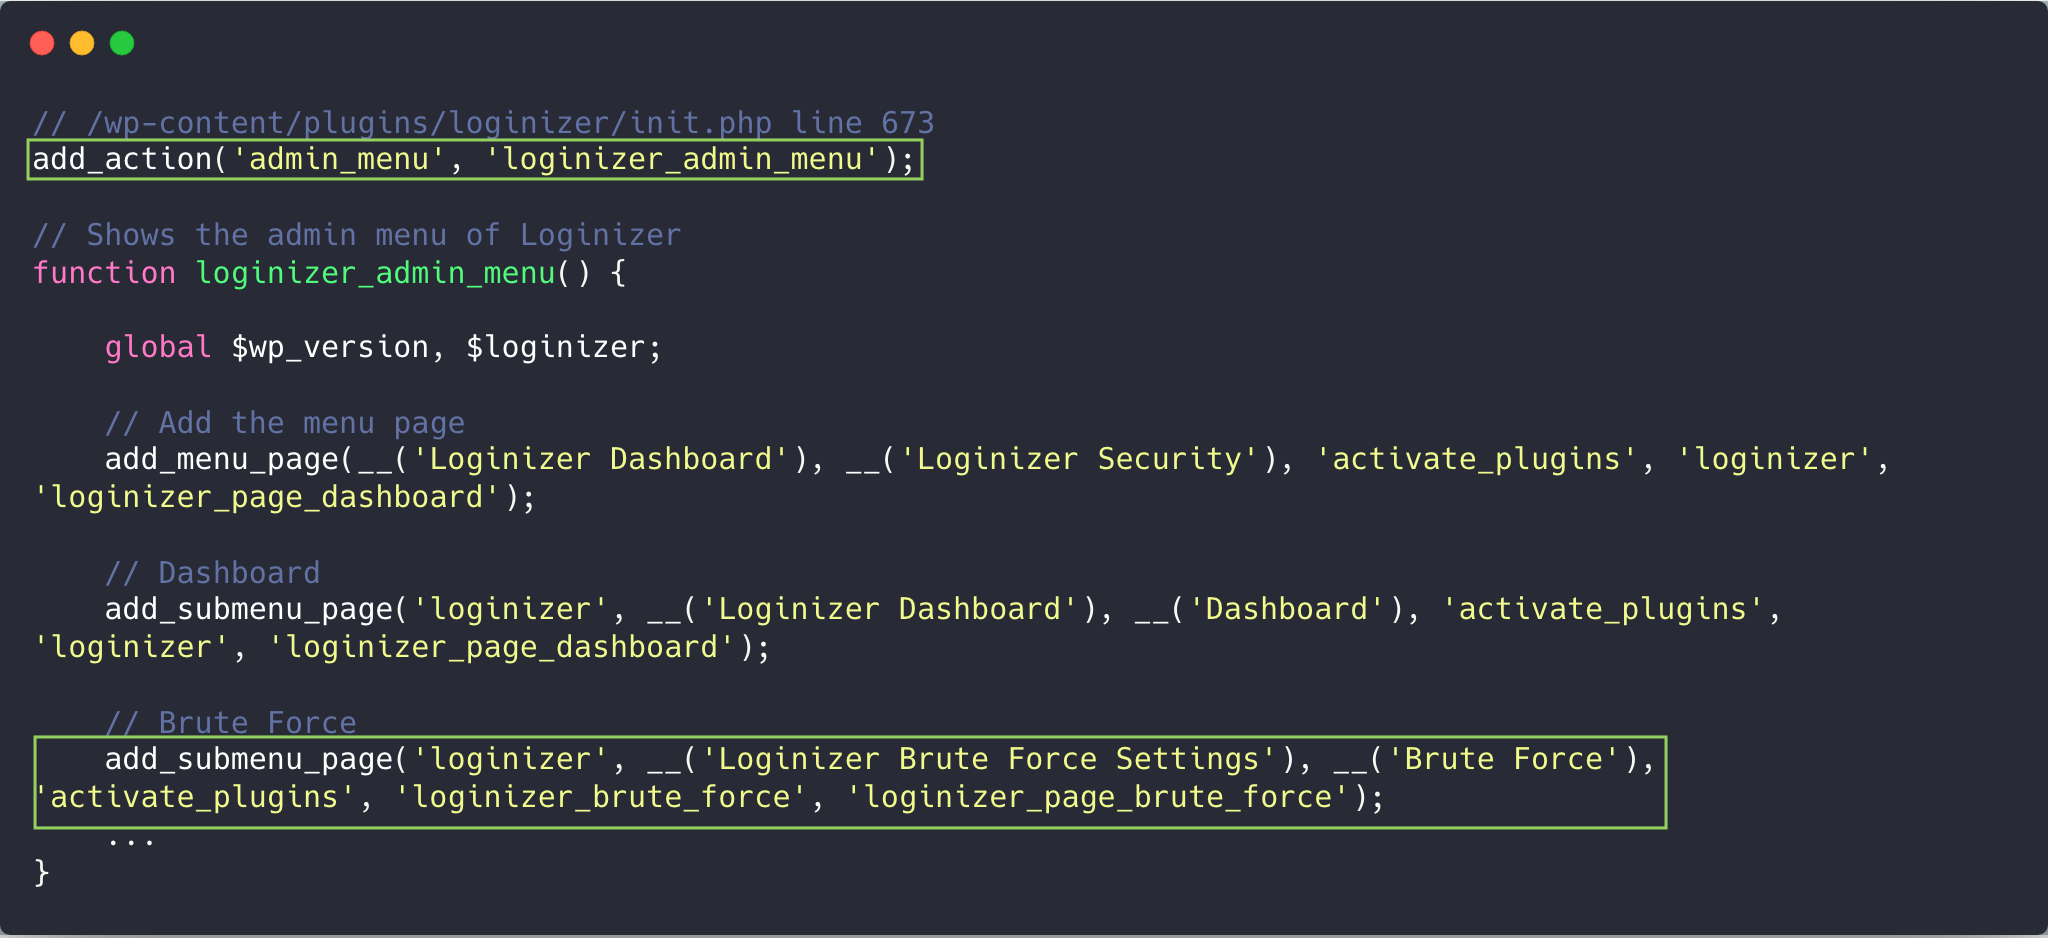 // /wp-content/plugins/loginizer/init.php line 673
add_action('admin_menu', 'loginizer_admin_menu');
// Shows the admin menu of Loginizer
function loginizer_admin_menu() {
global $wp_version, $loginizer;
// Add the menu page
add_menu_page(__('Loginizer Dashboard'), __('Loginizer Security'), 'activate_plugins', 'loginizer',
'loginizer_page_dashboard');
// Dashboard
add_submenu_page('loginizer', __('Loginizer Dashboard'), __('Dashboard'), 'activate_plugins',
'loginizer', 'loginizer_page_dashboard');
// Brute Force
add_submenu_page('loginizer', __('Loginizer Brute Force Settings'), __('Brute Force'),
'activate_plugins', 'loginizer_brute_force', 'loginizer_page_brute_force');
...
}